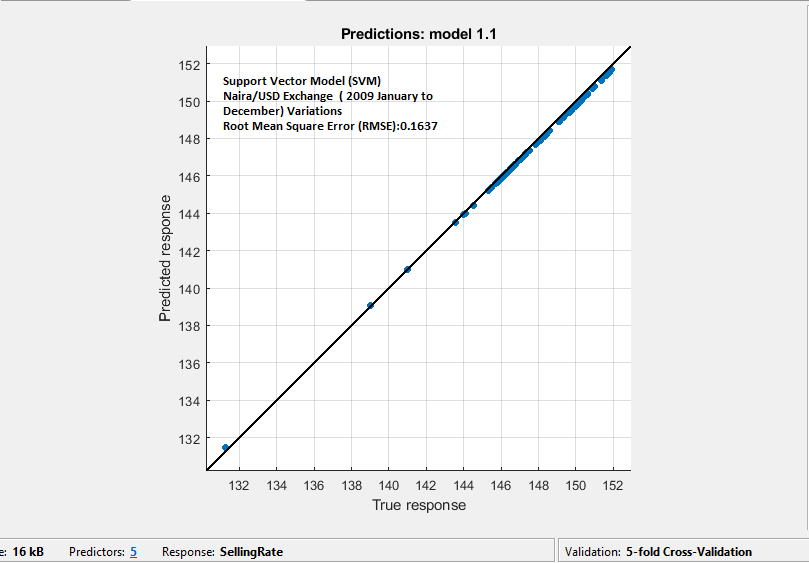 Predictions: model 1.1
Support Vector Model (SVM)
Naira/USD Exchange ( 2009 January to
December) Variations
Root Mean Square Error (RMSE):0.1637
152
150
148
146
144
142
140
138
136
134
132
Predicted response
132 134 136 138 140 142 144 146 148 150 152
True response
e: 16 kB Predictors: 5 Response: SellingRate Validation: 5-fold Cross-Validation